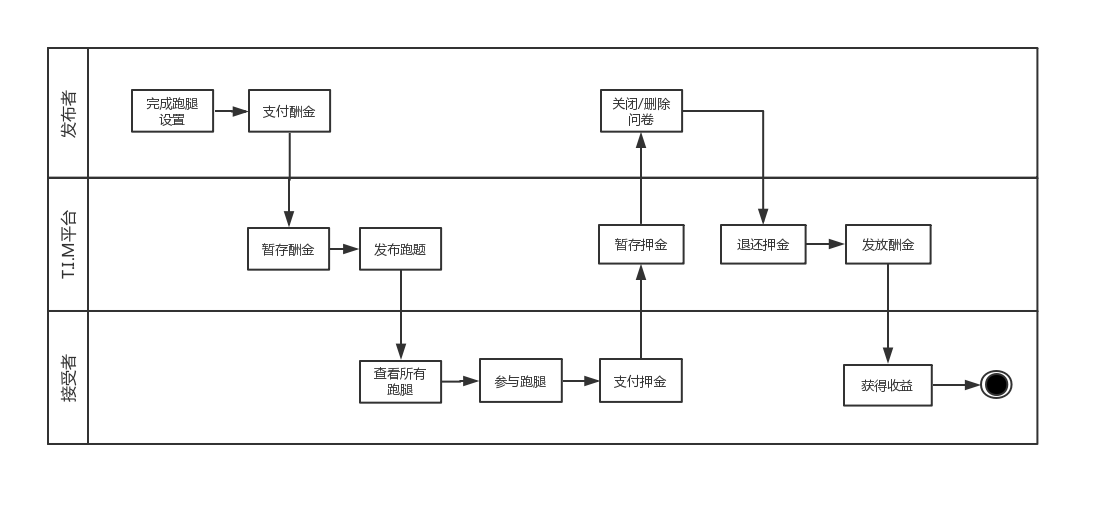 发布者
完成跑腿
设置
支付酬金
关闭/删除
问卷
T.I.M平台
暂存酬金
发布跑题
暂存押金
退还押金
发放酬金
接受者
查看所有
跑腿
参与跑腿
支付押金
获得收益